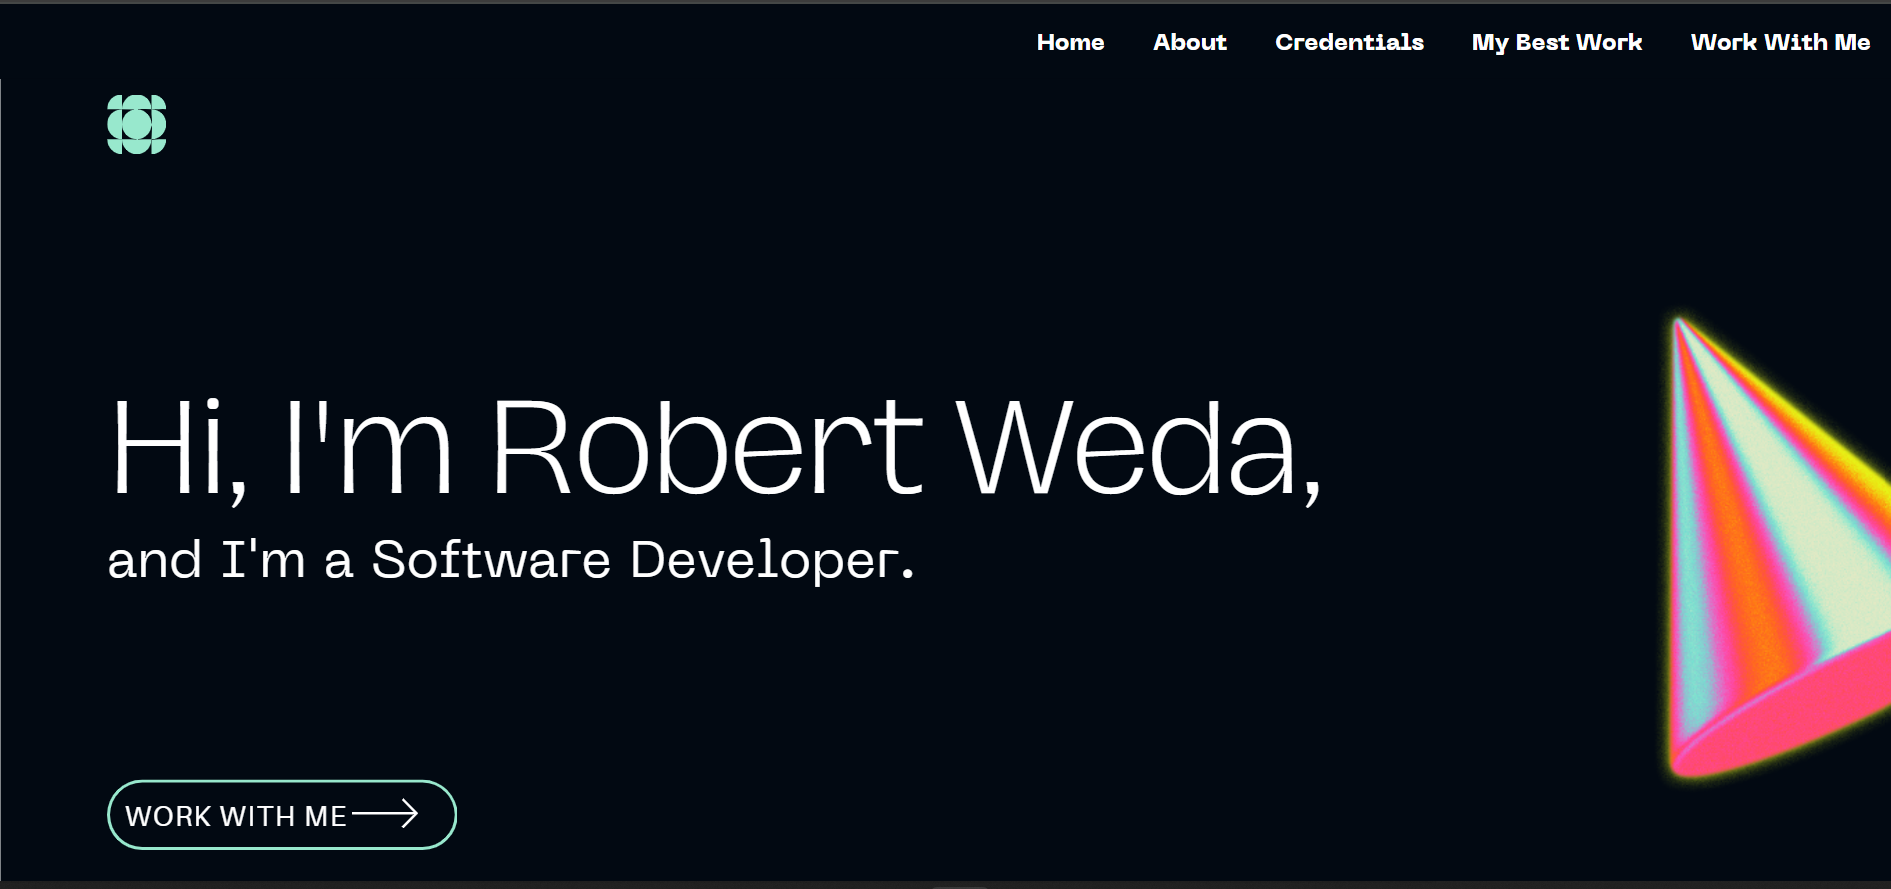 Home About Credentials My Best Work Work With Me
Hi, I'm Robert Weda,
and I'm a Software Developer.
WORK WITH ME